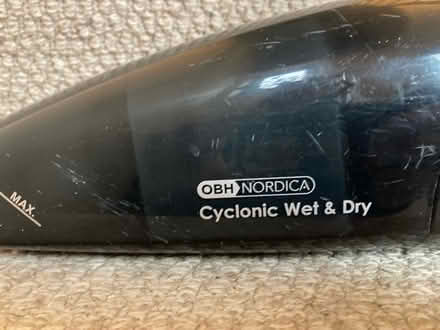 OBH NORDICA
Cyclonic Wet & Dry
MAX.